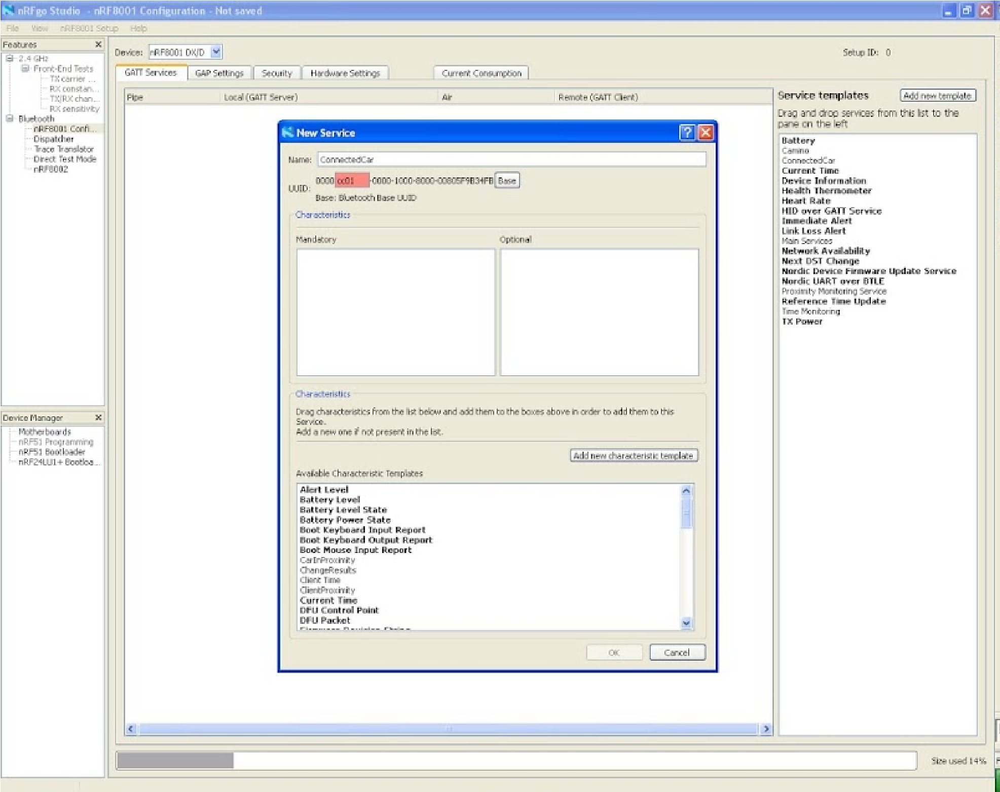 nRFgo Studio - nRF8001 Configuration - Not saved
File View nRF8001 Setup Help
Features
2.4 GHz
Front-End Tests
TX carrier ...
RX constan...
TX/RX chan...
RX sensitivity
Bluetooth
nRF8001 Confi...
Dispatcher
Trace Translator
Direct Test Mode
nRF8002
Device Manager
Motherboards
nRF51 Programming
nRF51 Bootloader
nRF24LU1+ Bootloa...
Device: nRF8001 DX/D
Setup ID: 0
GATT Services GAP Settings Security Hardware Settings Current Consumption
Pipe Local (GATT Server) Air Remote (GATT Client)
New Service
Name: ConnectedCar
UUID: 0000 cc01 -0000-1000-8000-00805F9B34FB Base
Base: Bluetooth Base UUID
Characteristics
Mandatory Optional
Characteristics
Drag characteristics from the list below and add them to the boxes above in order to add them to this
Service.
Add a new one if not present in the list.
Add new characteristic template
Available Characteristic Templates
Alert Level
Battery Level
Battery Level State
Battery Power State
Boot Keyboard Input Report
Boot Keyboard Output Report
Boot Mouse Input Report
CarInProximity
ChangeResults
Client Time
ClientProximity
Current Time
DFU Control Point
DFU Packet
Firmware Revision String
OK Cancel
Service templates Add new template
Drag and drop services from this list to the
pane on the left
Battery
Camino
ConnectedCar
Current Time
Device Information
Health Thermometer
Heart Rate
HID over GATT Service
Immediate Alert
Link Loss Alert
Main Services
Network Availability
Next DST Change
Nordic Device Firmware Update Service
Nordic UART over BTLE
Proximity Monitoring Service
Reference Time Update
Time Monitoring
TX Power
Size used 14%